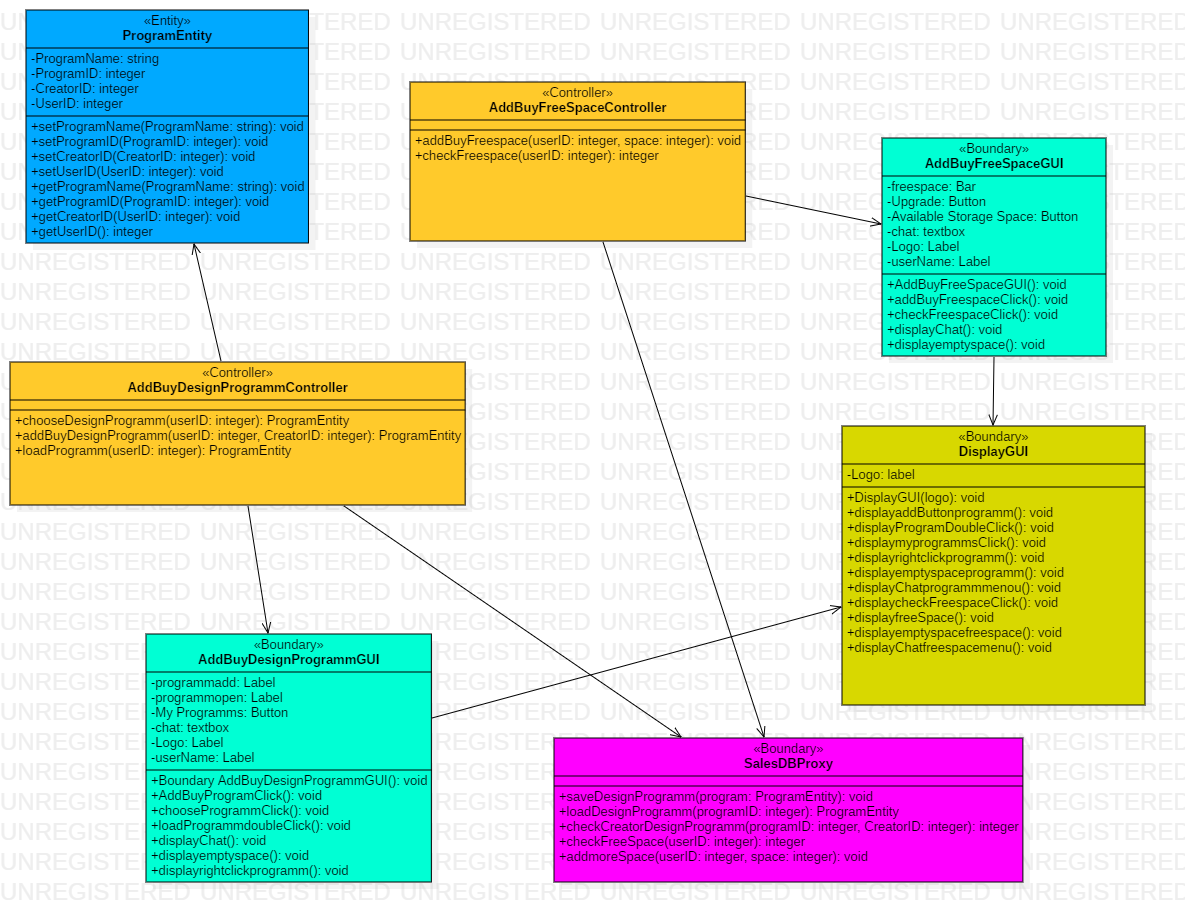 «Entity»
ProgramEntity
-ProgramName: string
-ProgramID: integer
-CreatorID: integer
-UserID: integer
+setProgramName(ProgramName: string): void
+setProgramID(ProgramID: integer): void
+setCreatorID(CreatorID: integer): void
+setUserID(UserID: integer): void
+getProgramName(ProgramName: string): void
+getProgramID(ProgramID: integer): void
+getCreatorID(UserID: integer): void
+getUserID(): integer
«Controller»
AddBuyFreeSpaceController
+addBuyFreespace(userID: integer, space: integer): void
+checkFreespace(userID: integer): integer
«Boundary»
AddBuyFreeSpaceGUI
-freespace: Bar
-Upgrade: Button
-Available Storage Space: Button
-chat: textbox
-Logo: Label
-userName: Label
+AddBuyFreeSpaceGUI(): void
+addBuyFreespaceClick(): void
+checkFreespaceClick(): void
+displayChat(): void
+displayemptyspace(): void
«Controller»
AddBuyDesignProgrammController
+chooseDesignProgramm(userID: integer): ProgramEntity
+addBuyDesignProgramm(userID: integer, CreatorID: integer): ProgramEntity
+loadProgramm(userID: integer): ProgramEntity
«Boundary»
DisplayGUI
-Logo: label
+DisplayGUI(logo): void
+displayaddButtonprogramm(): void
+displayProgramDoubleClick(): void
+displaymyprogrammsClick(): void
+displayrightclickprogramm(): void
+displayemptyspaceprogramm(): void
+displayChatprogrammmenou(): void
+displaycheckFreespaceClick(): void
+displayfreeSpace(): void
+displayemptyspacefreespace(): void
+displayChatfreespacemenu(): void
«Boundary»
AddBuyDesignProgrammGUI
-programmadd: Label
-programmopen: Label
-My Programms: Button
-chat: textbox
-Logo: Label
-userName: Label
+Boundary AddBuyDesignProgrammGUI(): void
+AddBuyProgramClick(): void
+chooseProgrammClick(): void
+loadProgrammdoubleClick(): void
+displayChat(): void
+displayemptyspace(): void
+displayrightclickprogramm(): void
«Boundary»
SalesDBProxy
+saveDesignProgramm(program: ProgramEntity): void
+loadDesignProgramm(programID: integer): ProgramEntity
+checkCreatorDesignProgramm(programID: integer, CreatorID: integer): integer
+checkFreeSpace(userID: integer): integer
+addmoreSpace(userID: integer, space: integer): void
UNREGISTERED